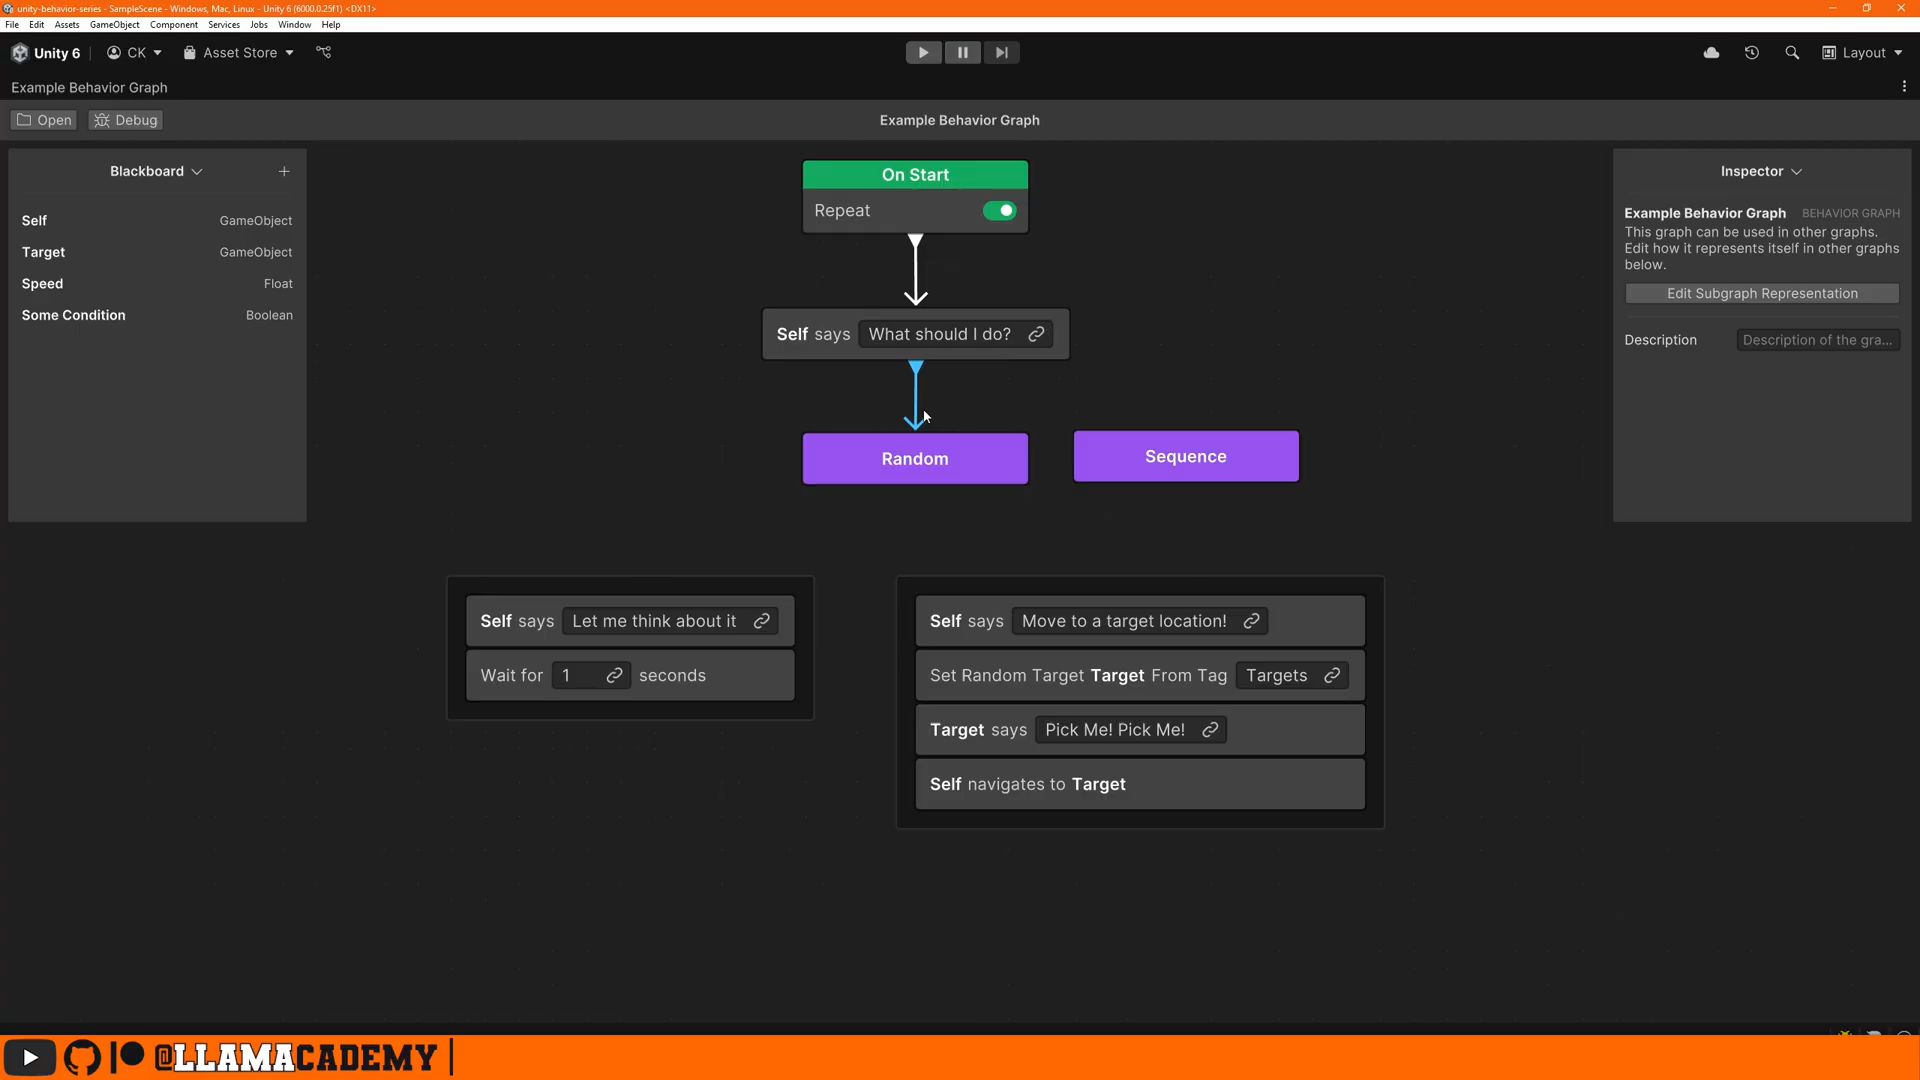 unity-behavior-series - SampleScene - Windows, Mac, Linux - Unity 6 (6000.0.25f1) <DX11>
File Edit Assets GameObject Component Services Jobs Window Help
Unity 6 CK Asset Store Layout
Example Behavior Graph
Open Debug Example Behavior Graph
Blackboard
Self GameObject
Target GameObject
Speed Float
Some Condition Boolean
On Start
Repeat
Self says What should I do?
Random
Sequence
Self says Let me think about it
Wait for 1 seconds
Self says Move to a target location!
Set Random Target Target From Tag Targets
Target says Pick Me! Pick Me!
Self navigates to Target
Inspector
Example Behavior Graph BEHAVIOR GRAPH
This graph can be used in other graphs.
Edit how it represents itself in other graphs
below.
Edit Subgraph Representation
Description Description of the gra...
@LLAMACADEMY